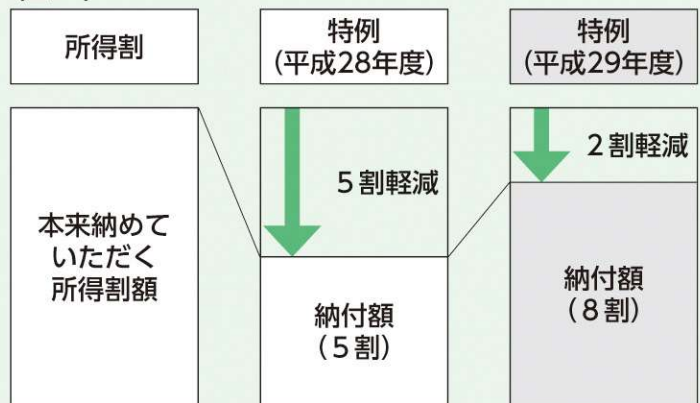 所得割
特例
（平成28年度）
特例
（平成29年度）
本来納めて
いただく
所得割額
5割軽減
納付額
（5割）
2割軽減
納付額
（8割）